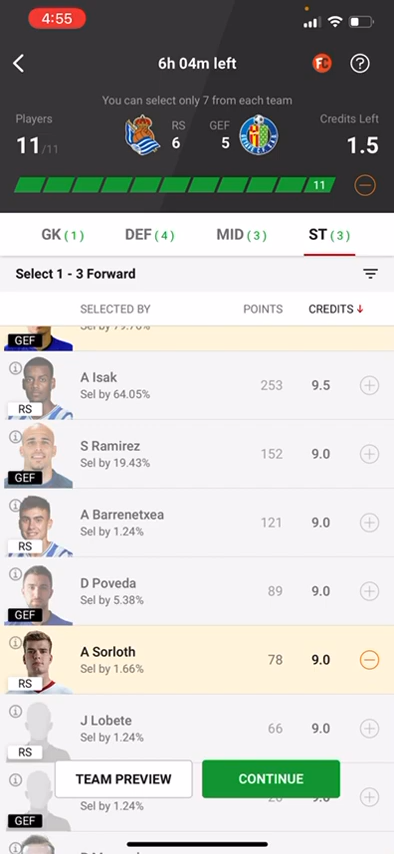 4:55
6h 04m left
FC
You can select only 7 from each team
Players
RS
GEF
Credits Left
11/11
6
5
1.5
11
GK (1)
DEF (4)
MID (3)
ST (3)
Select 1 - 3 Forward
SELECTED BY
POINTS
CREDITS
GEF
A Isak
Sel by 64.05%
253
9.5
RS
S Ramirez
Sel by 19.43%
152
9.0
GEF
A Barrenetxea
Sel by 1.24%
121
9.0
RS
D Poveda
Sel by 5.38%
89
9.0
GEF
A Sorloth
Sel by 1.66%
78
9.0
RS
J Lobete
Sel by 1.24%
66
9.0
RS
TEAM PREVIEW
CONTINUE
Sel by 1.24%
GEF